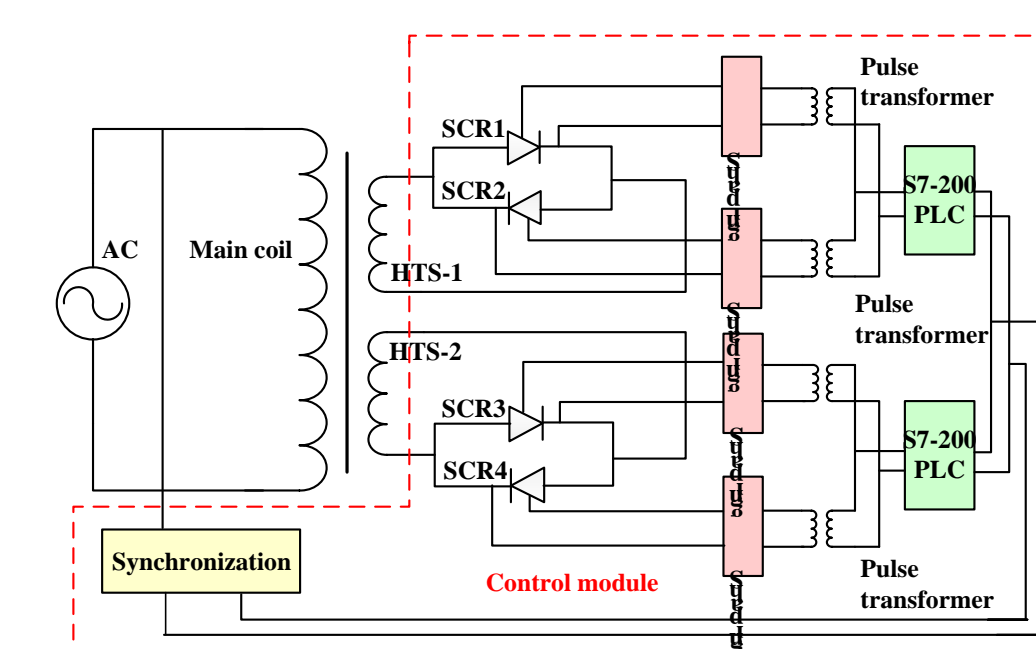 Pulse
transformer
SCR1
SCR2
S7-200
PLC
AC
Main coil
HTS-1
Pulse
transformer
HTS-2
SCR3
SCR4
S7-200
PLC
Synchronization
Control module
Pulse
transformer